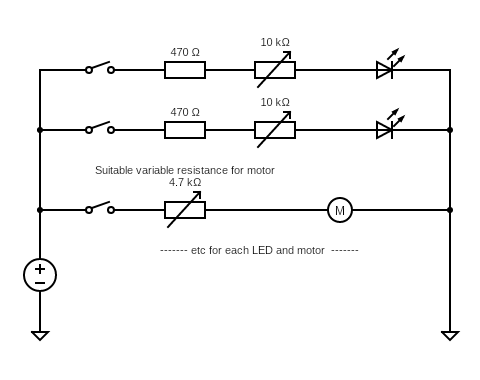 470 Ω
10 kΩ
470 Ω
10 kΩ
Suitable variable resistance for motor
4.7 kΩ
M
------- etc for each LED and motor -------